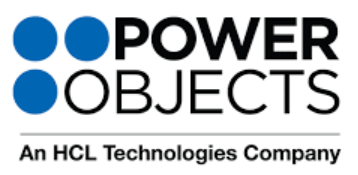 POWER
OBJECTS
An HCL Technologies Company